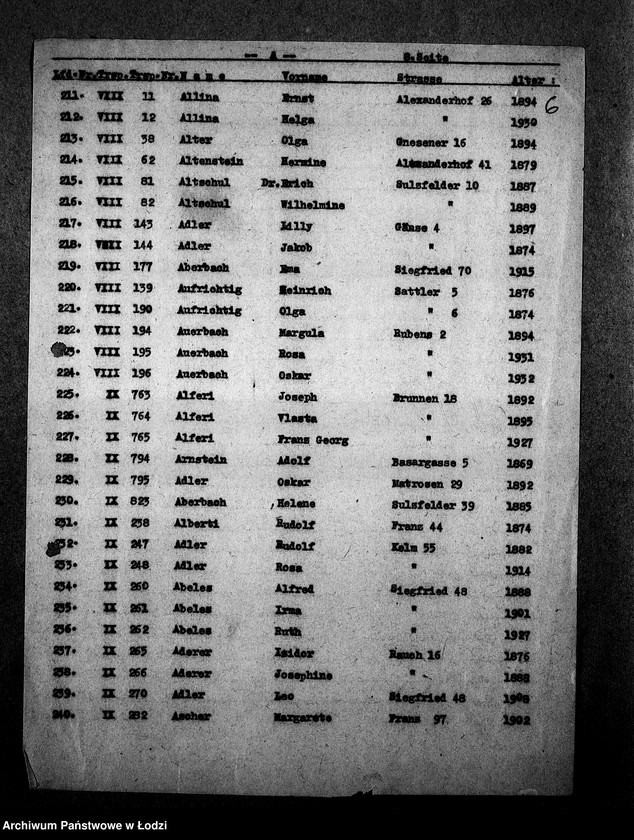 -- A -- 8.Seite
Lfd.Nr. Trsp. Trsp.Nr. Name Vorname Strasse Alter :
6
211. VIII 11 Allina Ernst Alexanderhof 26 1894
212. VIII 12 Allina Helga " 1930
213. VIII 38 Alter Olga Gnesener 16 1894
214. VIII 62 Altenstein Hermine Alexanderhof 41 1879
215. VIII 81 Altschul Dr.Erich Sulzfelder 10 1887
216. VIII 82 Altschul Wilhelmine " 1889
217. VIII 143 Adler Lilly Gänse 4 1897
218. VIII 144 Adler Jakob " 1874
219. VIII 177 Aberbach Ema Siegfried 70 1915
220. VIII 139 Aufrichtig Heinrich Sattler 5 1876
221. VIII 190 Aufrichtig Olga " 6 1874
222. VIII 194 Auerbach Margula Rubens 2 1894
223. VIII 195 Auerbach Rosa " 1931
224. VIII 196 Auerbach Oskar " 1932
225. IX 763 Alferi Joseph Brunnen 18 1892
226. IX 764 Alferi Vlasta " 1895
227. IX 765 Alferi Franz Georg " 1927
228. IX 794 Arnstein Adolf Basargasse 5 1869
229. IX 795 Adler Oskar Matrosen 29 1892
230. IX 823 Aberbach Helene Sulzfelder 39 1885
231. IX 238 Alberti Rudolf Franz 44 1874
232. IX 247 Adler Rudolf Kelm 55 1882
233. IX 248 Adler Rosa " 1914
234. IX 260 Abeles Alfred Siegfried 48 1888
235. IX 261 Abeles Irma " 1901
236. IX 262 Abeles Ruth " 1927
237. IX 265 Aderer Isidor Rauch 16 1876
238. IX 266 Aderer Josephine " 1888
239. IX 270 Adler Leo Siegfried 48 1908
240. IX 282 Ascher Margarete Franz 97 1902
Archiwum Państwowe w Łodzi